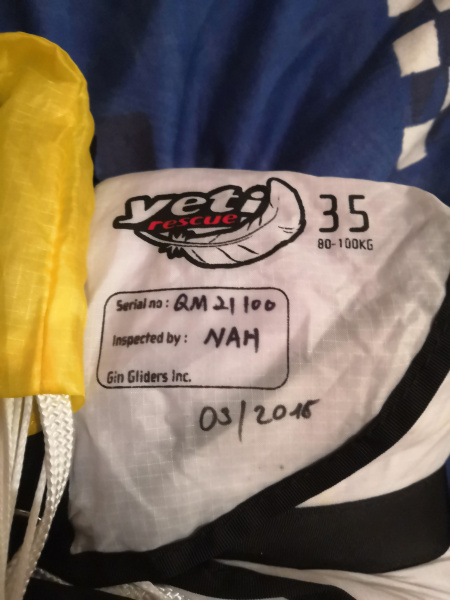 yeti
rescue
35
80-100KG
Serial no: QM 21100
Inspected by: NAH
Gin Gliders Inc.
03/2015